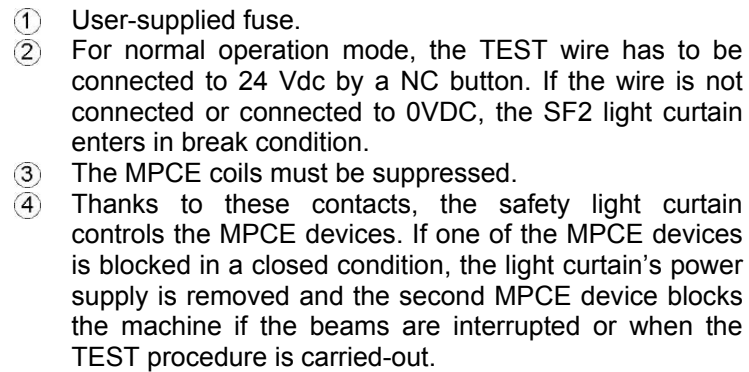 ① User-supplied fuse.
② For normal operation mode, the TEST wire has to be
connected to 24 Vdc by a NC button. If the wire is not
connected or connected to 0VDC, the SF2 light curtain
enters in break condition.
③ The MPCE coils must be suppressed.
④ Thanks to these contacts, the safety light curtain
controls the MPCE devices. If one of the MPCE devices
is blocked in a closed condition, the light curtain’s power
supply is removed and the second MPCE device blocks
the machine if the beams are interrupted or when the
TEST procedure is carried-out.